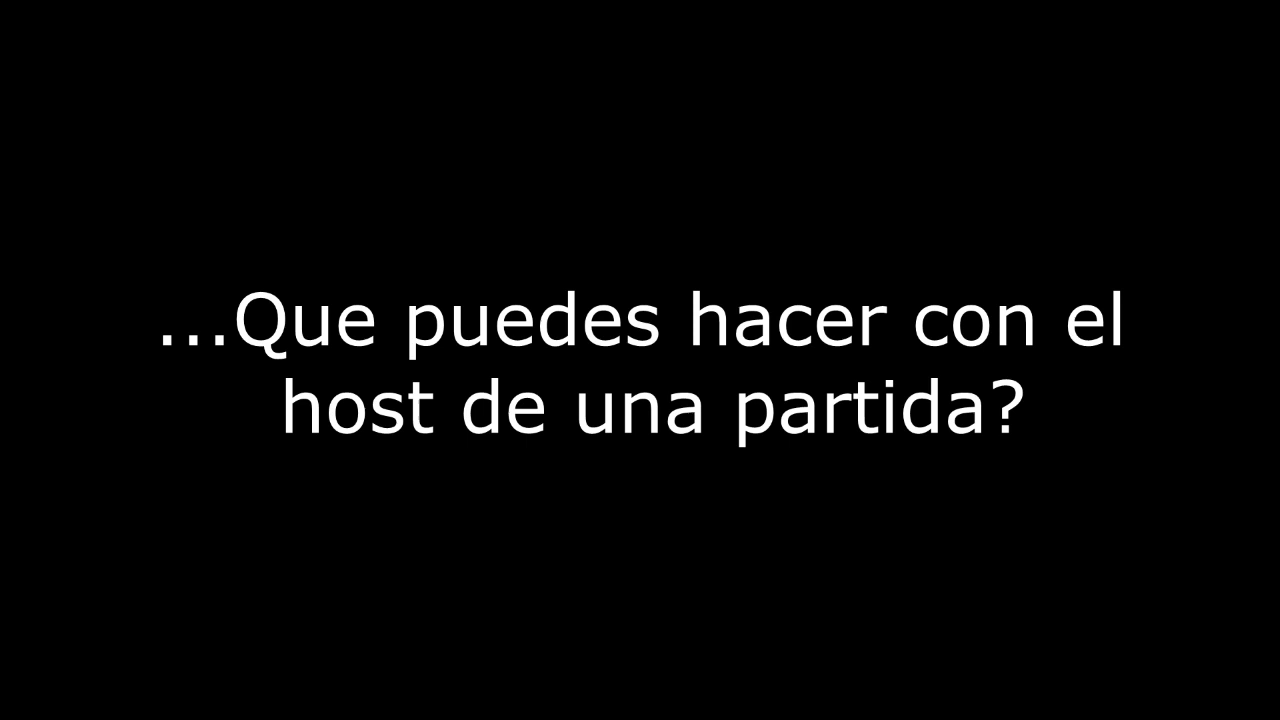 ...Que puedes hacer con el
host de una partida?